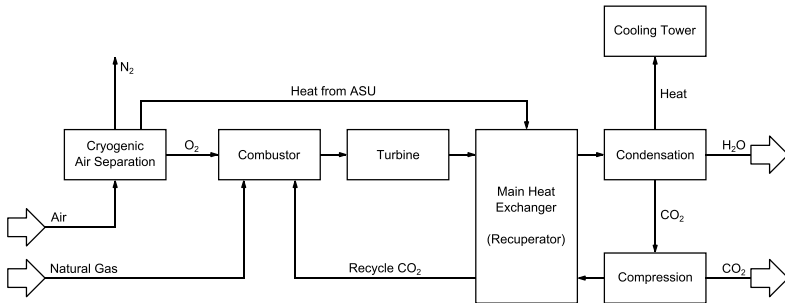 Cooling Tower
N₂
Heat from ASU
Heat
Cryogenic
Air Separation
O₂
Combustor
Turbine
Main Heat
Exchanger
(Recuperator)
Condensation
H₂O
Air
CO₂
Natural Gas
Recycle CO₂
Compression
CO₂